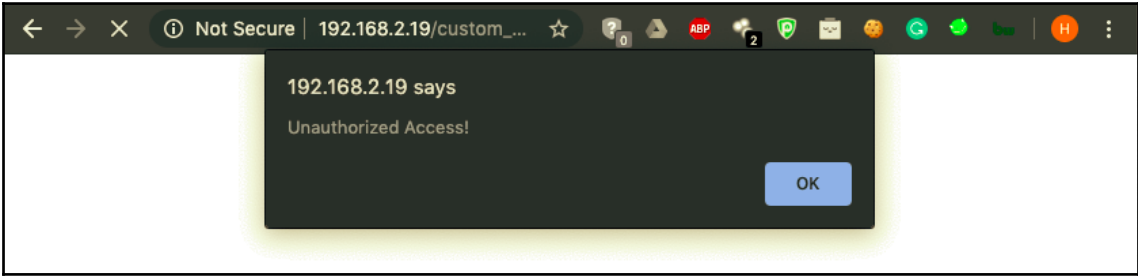 Not Secure 192.168.2.19/custom_... 0 ABP 2 G H
192.168.2.19 says
Unauthorized Access!
OK